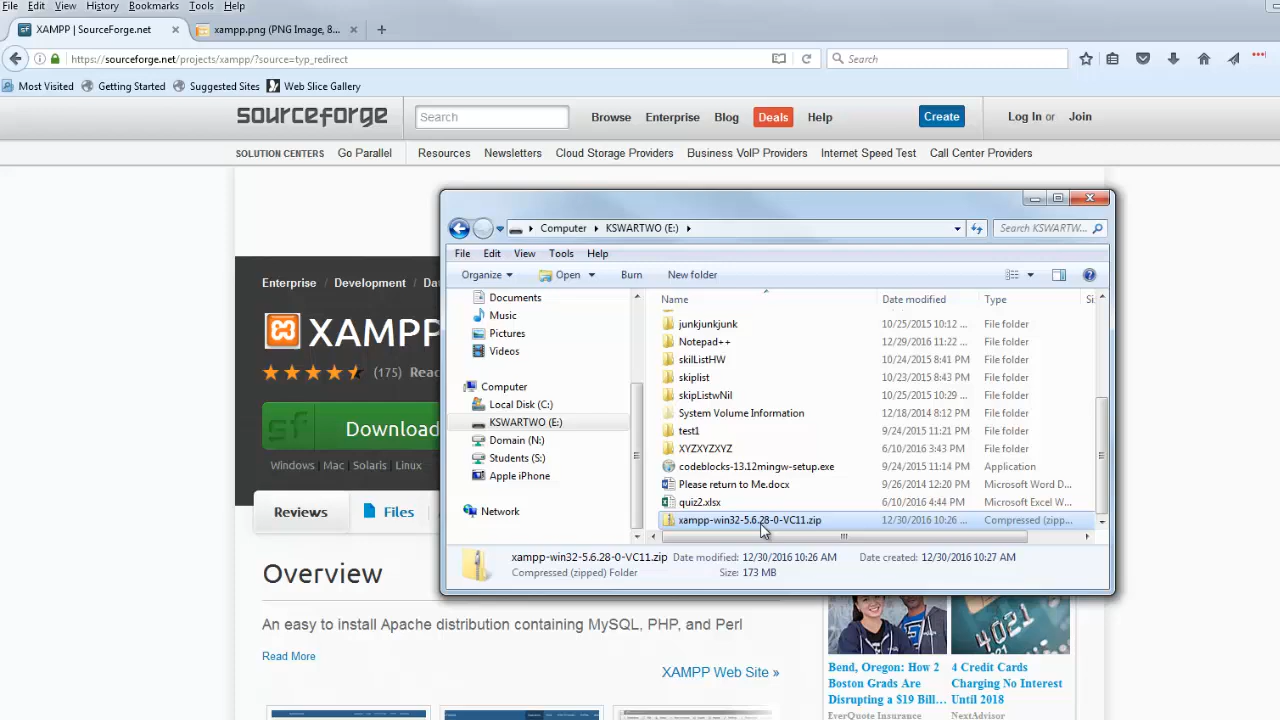 File Edit View History Bookmarks Tools Help
XAMPP | SourceForge.net
xampp.png (PNG Image, 8...
https://sourceforge.net/projects/xampp/?source=typ_redirect
Search
Most Visited Getting Started Suggested Sites Web Slice Gallery
sourceforge
Search
Browse Enterprise Blog Deals Help
Create
Log In or Join
SOLUTION CENTERS Go Parallel Resources Newsletters Cloud Storage Providers Business VoIP Providers Internet Speed Test Call Center Providers
Enterprise / Development / Da
XAMPP
(175) Read
sf Download
Windows | Mac | Solaris | Linux
Reviews Files
Overview
An easy to install Apache distribution containing MySQL, PHP, and Perl
Read More
XAMPP Web Site »
Computer KSWARTWO (E:)
Search KSWARTW...
File Edit View Tools Help
Organize Open Burn New folder
Documents
Music
Pictures
Videos
Computer
Local Disk (C:)
KSWARTWO (E:)
Domain (N:)
Students (S:)
Apple iPhone
Network
Name Date modified Type Si
junkjunkjunk 10/25/2015 10:12 ... File folder
Notepad++ 12/29/2016 11:22 ... File folder
skilListHW 10/24/2015 8:41 PM File folder
skiplist 10/23/2015 8:43 PM File folder
skipListwNil 10/25/2015 10:29 ... File folder
System Volume Information 12/18/2014 8:12 PM File folder
test1 9/24/2015 11:21 PM File folder
XYZXYZXYZ 6/10/2016 3:43 PM File folder
codeblocks-13.12mingw-setup.exe 9/24/2015 11:14 PM Application
Please return to Me.docx 9/26/2014 12:20 PM Microsoft Word D...
quiz2.xlsx 6/10/2016 4:44 PM Microsoft Excel W...
xampp-win32-5.6.28-0-VC11.zip 12/30/2016 10:26 ... Compressed (zipp...
xampp-win32-5.6.28-0-VC11.zip Date modified: 12/30/2016 10:26 AM Date created: 12/30/2016 10:27 AM
Compressed (zipped) Folder Size: 173 MB
4021
Bend, Oregon: How 2
Boston Grads Are
Disrupting a $19 Bill...
EverQuote Insurance
4 Credit Cards
Charging No Interest
Until 2018
NextAdvisor